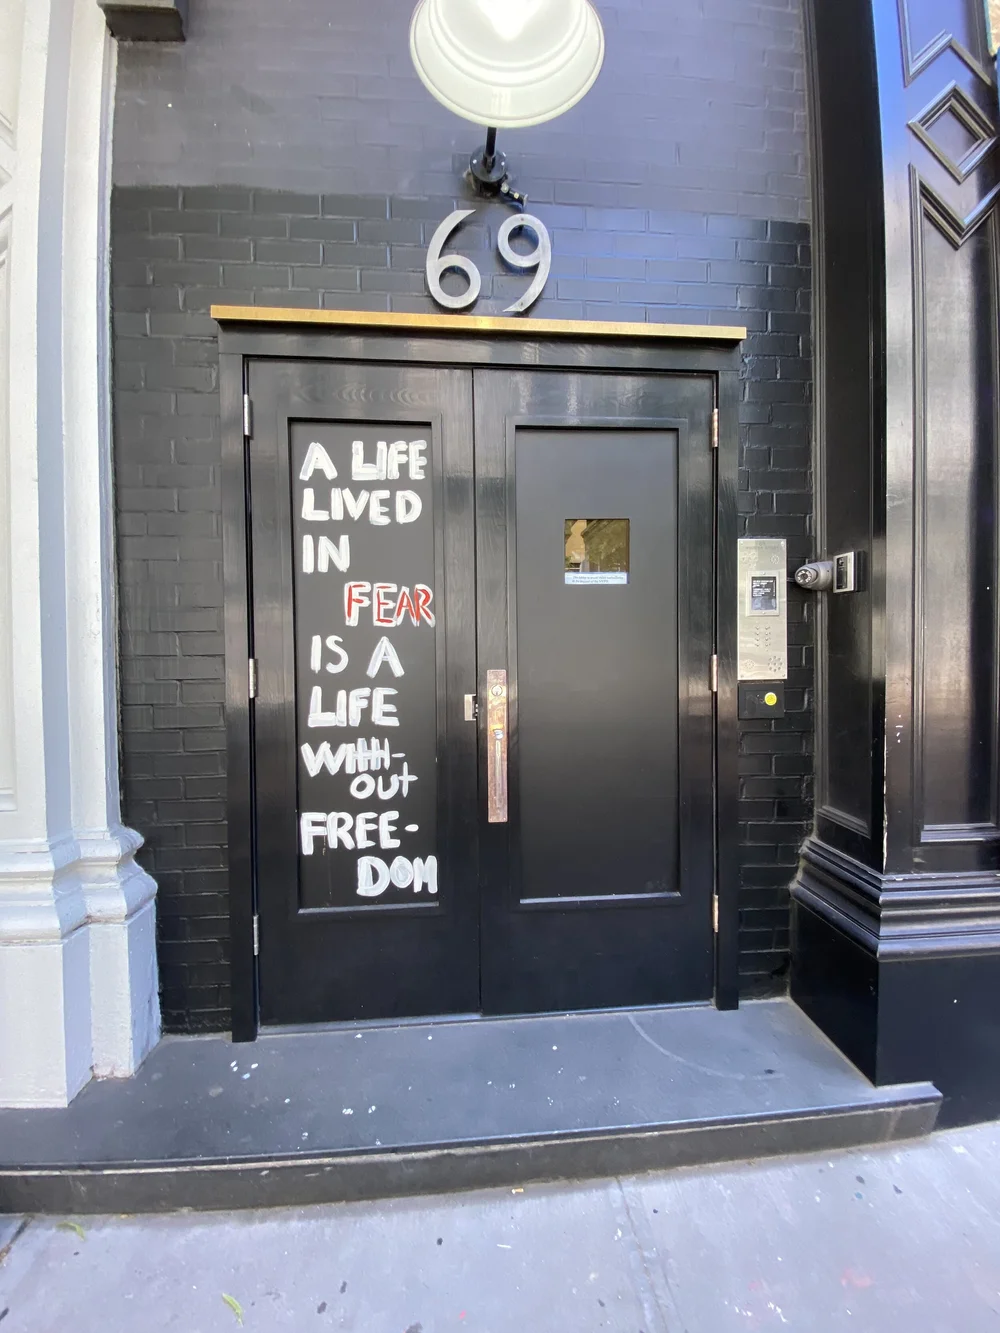 69
A LIFE
LIVED
IN
FEAR
IS A
LIFE
WITH-
OUT
FREE-
DOM